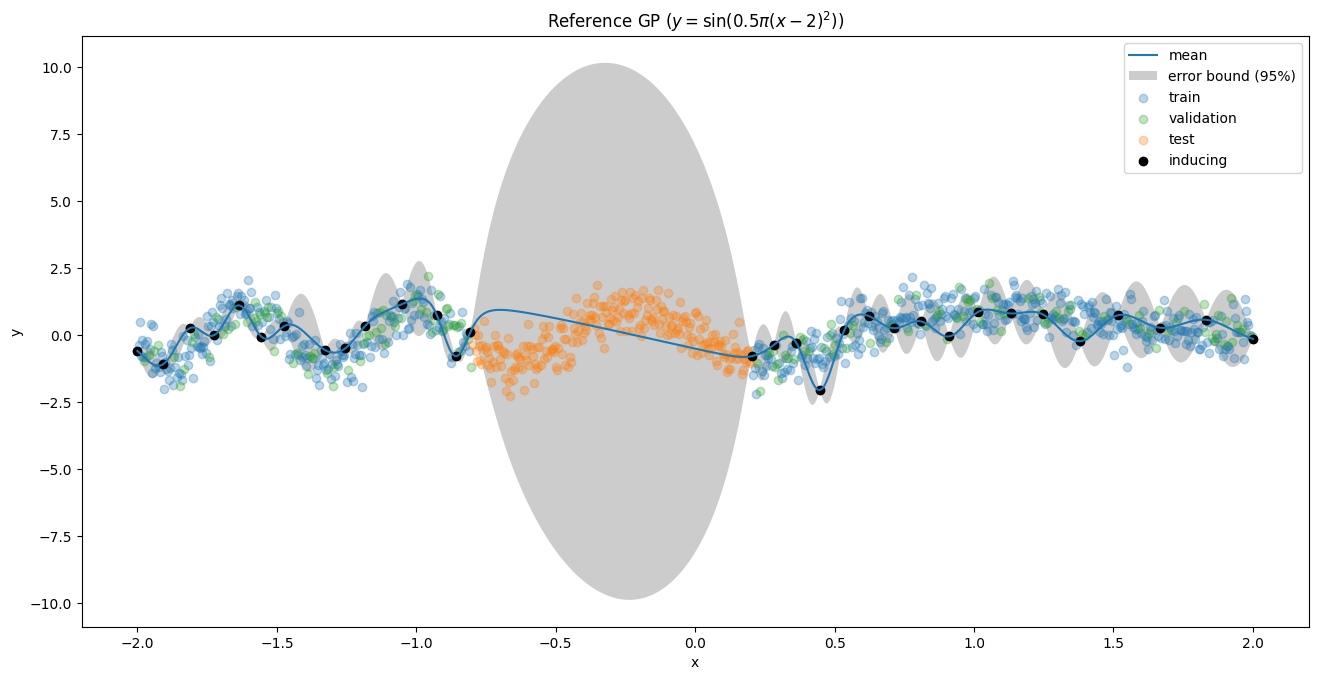 Reference GP ($y = \sin(0.5\pi(x-2)^2)$)
mean
error bound (95%)
train
validation
test
inducing
10.0
7.5
5.0
2.5
0.0
−2.5
−5.0
−7.5
−10.0
y
−2.0 −1.5 −1.0 −0.5 0.0 0.5 1.0 1.5 2.0
x